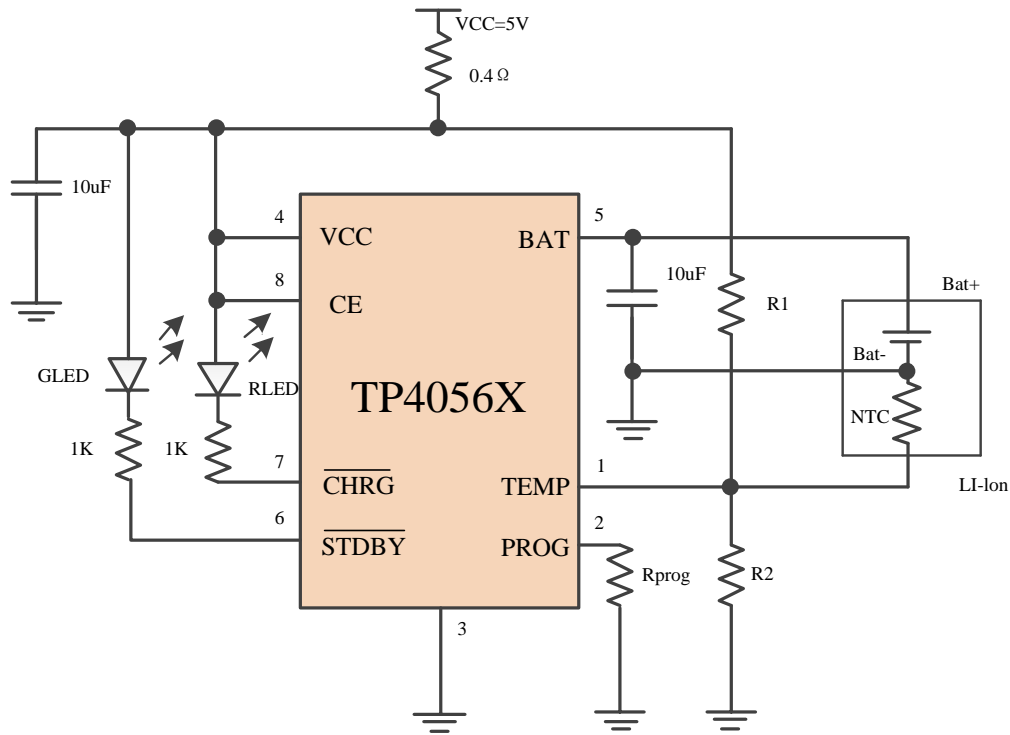 VCC=5V
0.4Ω
10uF
4
VCC
5
BAT
8
CE
10uF
R1
Bat+
Bat-
GLED
RLED
TP4056X
NTC
1K
1K
7
CHRG
1
TEMP
LI-lon
6
STDBY
2
PROG
Rprog
R2
3